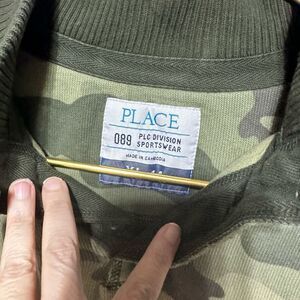 PLACE
089 PLC DIVISION
SPORTSWEAR
MADE IN CAMBODIA